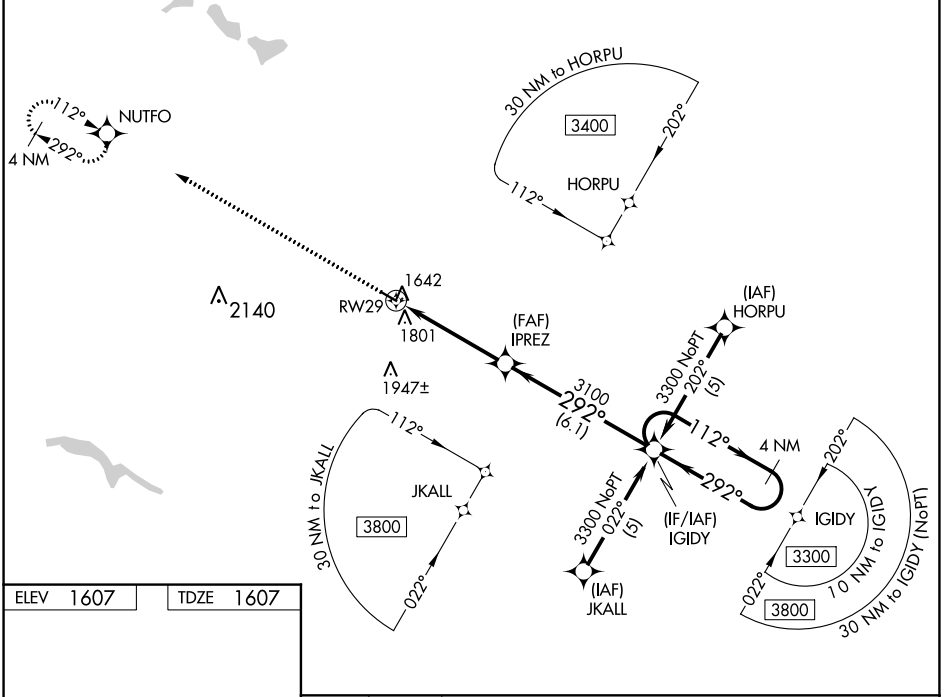 30 NM to HORPU
3400
202°
HORPU
112°
112°
NUTFO
292°
4 NM
1642
RW29
2140
1801
1947±
(FAF)
IPREZ
(IAF)
HORPU
3300 NoPT
202°
(5)
3100
292°
(6.1)
112°
4 NM
292°
(IF/IAF)
IGIDY
3300 NoPT
022°
(5)
(IAF)
JKALL
112°
JKALL
3800
30 NM to JKALL
022°
202°
IGIDY
3300
10 NM to IGIDY
30 NM to IGIDY (NoPT)
022°
3800
ELEV 1607
TDZE 1607